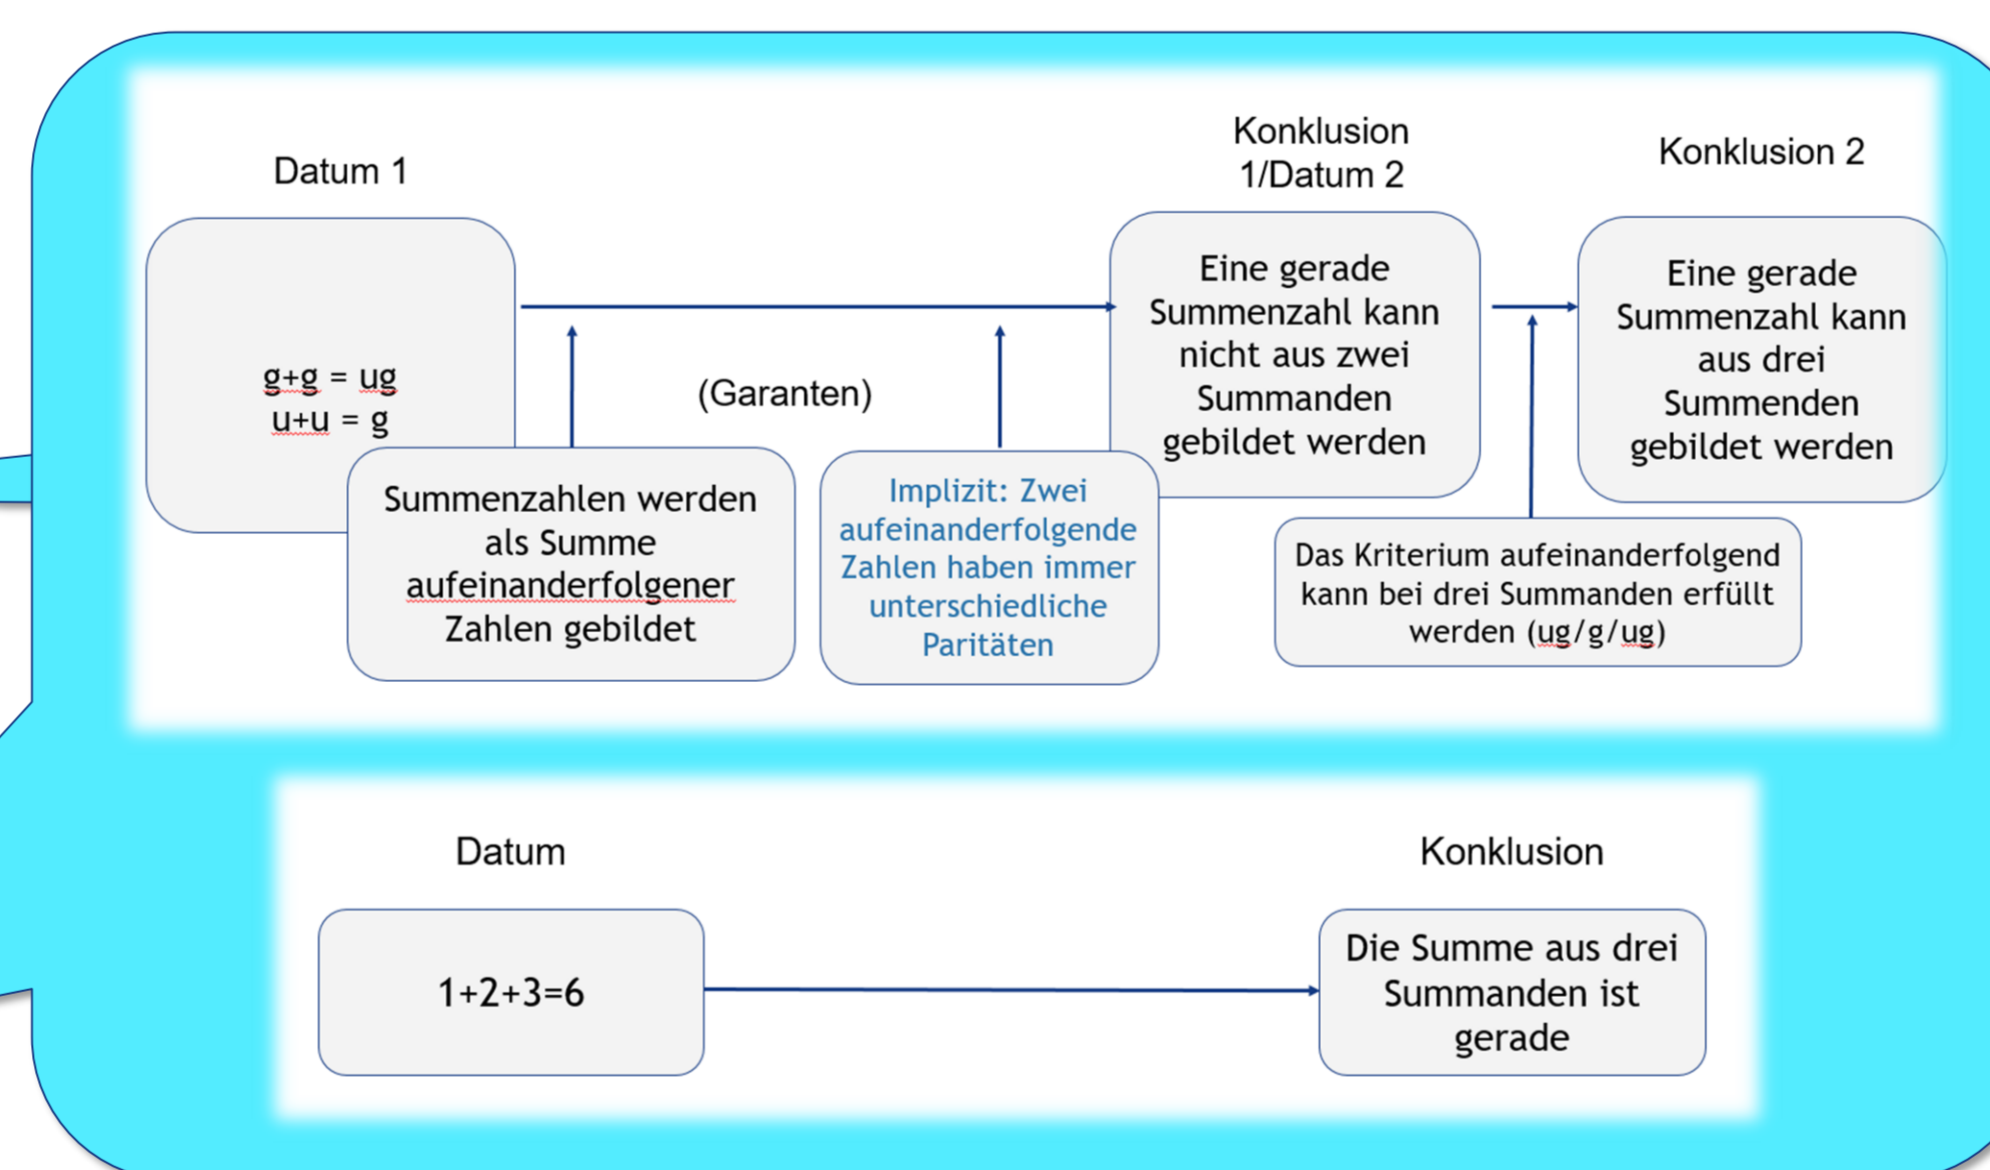 Datum 1
Konklusion
1/Datum 2
Konklusion 2
g+g = ug
u+u = g
(Garanten)
Eine gerade
Summenzahl kann
nicht aus zwei
Summanden
gebildet werden
Eine gerade
Summenzahl kann
aus drei
Summenden
gebildet werden
Summenzahlen werden
als Summe
aufeinanderfolgener
Zahlen gebildet
Implizit: Zwei
aufeinanderfolgende
Zahlen haben immer
unterschiedliche
Paritäten
Das Kriterium aufeinanderfolgend
kann bei drei Summanden erfüllt
werden (ug/g/ug)
Datum
Konklusion
1+2+3=6
Die Summe aus drei
Summanden ist
gerade